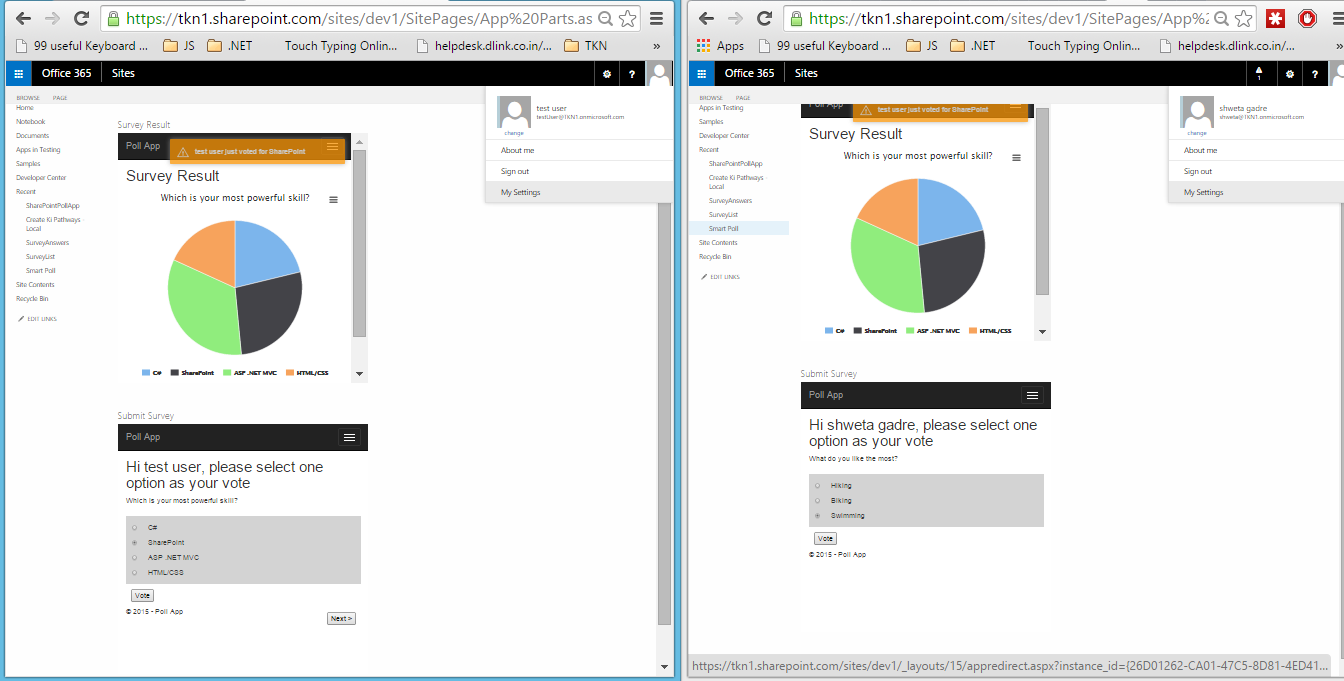 https://tkn1.sharepoint.com/sites/dev1/SitePages/App%20Parts.as
99 useful Keyboard ... JS .NET Touch Typing Onlin... helpdesk.dlink.co.in/... TKN »
Office 365 Sites ?
BROWSE PAGE
Home
Notebook
Documents
Apps in Testing
Samples
Developer Center
Recent
SharePointPollApp
Create Ki Pathways
Local
SurveyAnswers
SurveyList
Smart Poll
Site Contents
Recycle Bin
EDIT LINKS
test user
testUser@TKN1.onmicrosoft.com
change
About me
Sign out
My Settings
Survey Result
Poll App
test user just voted for SharePoint
Survey Result
Which is your most powerful skill?
C# SharePoint ASP .NET MVC HTML/CSS
Submit Survey
Poll App
Hi test user, please select one
option as your vote
Which is your most powerful skill?
C#
SharePoint
ASP .NET MVC
HTML/CSS
Vote
© 2015 - Poll App
Next >
https://tkn1.sharepoint.com/sites/dev1/SitePages/App%2
Apps 99 useful Keyboard ... JS .NET Touch Typing Onlin... helpdesk.dlink.co.in/... »
Office 365 Sites 1 ?
BROWSE PAGE
Apps in Testing
Samples
Developer Center
Recent
SharePointPollApp
Create Ki Pathways
Local
SurveyAnswers
SurveyList
Smart Poll
Site Contents
Recycle Bin
EDIT LINKS
shweta gadre
shweta@TKN1.onmicrosoft.com
change
About me
Sign out
My Settings
Poll App
test user just voted for SharePoint
Survey Result
Which is your most powerful skill?
C# SharePoint ASP .NET MVC HTML/CSS
Submit Survey
Poll App
Hi shweta gadre, please select one
option as your vote
What do you like the most?
Hiking
Biking
Swimming
Vote
© 2015 - Poll App
https://tkn1.sharepoint.com/sites/dev1/_layouts/15/appredirect.aspx?instance_id={26D01262-CA01-47C5-8D81-4ED41...